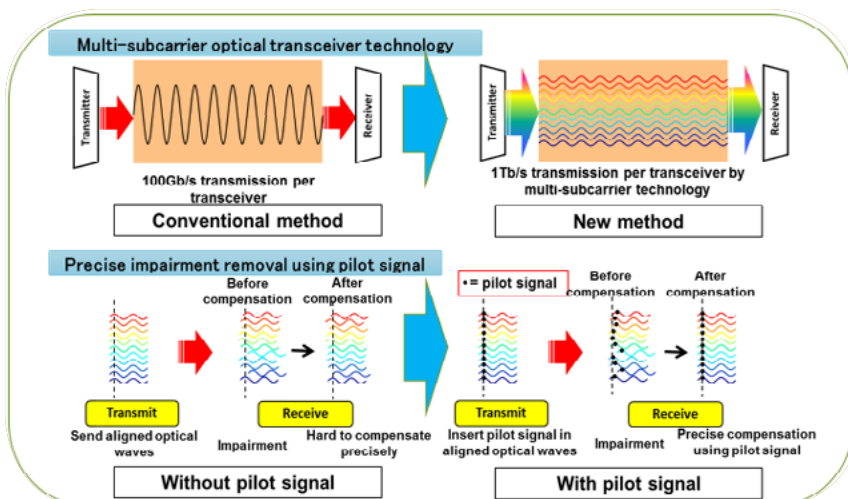 Multi-subcarrier optical transceiver technology
Transmitter
Receiver
100Gb/s transmission per
transceiver
Conventional method
Transmitter
Receiver
1Tb/s transmission per transceiver by
multi-subcarrier technology
New method
Precise impairment removal using pilot signal
Before
compensation
After
compensation
Transmit
Receive
Send aligned optical
waves
Impairment
Hard to compensate
precisely
Without pilot signal
•= pilot signal
Before
compensation
After
compensation
Transmit
Receive
Insert pilot signal in
aligned optical waves
Impairment
Precise compensation
using pilot signal
With pilot signal